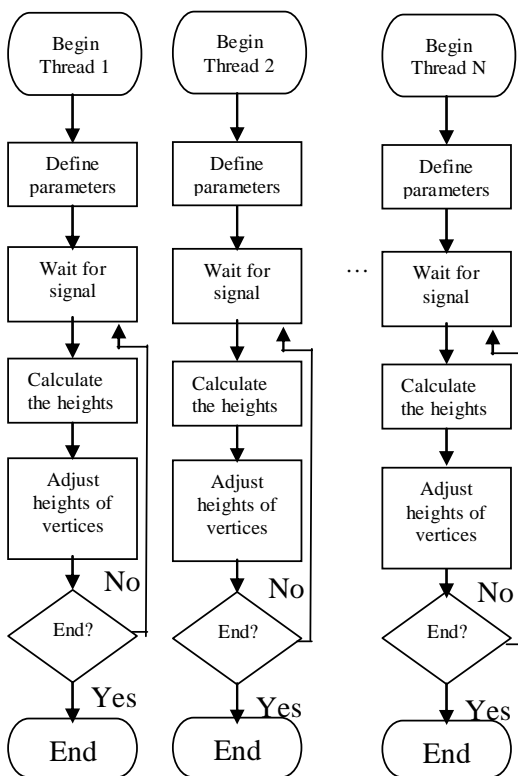 Begin
Thread 1
Define
parameters
Wait for
signal
Calculate
the heights
Adjust
heights of
vertices
No
End?
Yes
End
Begin
Thread 2
Define
parameters
Wait for
signal
Calculate
the heights
Adjust
heights of
vertices
No
End?
Yes
End
...
Begin
Thread N
Define
parameters
Wait for
signal
Calculate
the heights
Adjust
heights of
vertices
No
End?
Yes
End